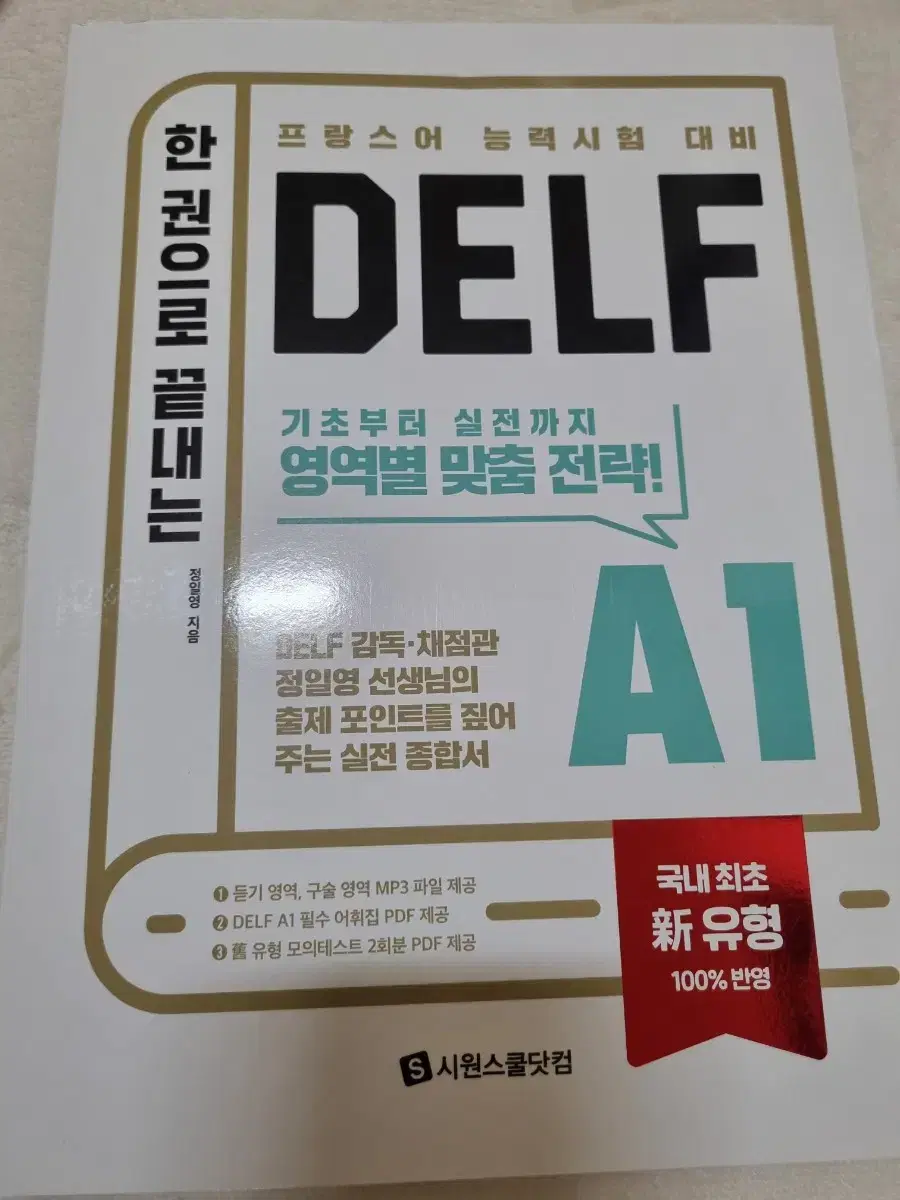 한 권으로 끝내는
정일영 지음
프랑스어 능력시험 대비
DELF
기초부터 실전까지
영역별 맞춤 전략!
A1
DELF 감독·채점관
정일영 선생님의
출제 포인트를 짚어
주는 실전 종합서
❶ 듣기 영역, 구술 영역 MP3 파일 제공
❷ DELF A1 필수 어휘집 PDF 제공
❸ 舊 유형 모의테스트 2회분 PDF 제공
국내 최초
新 유형
100% 반영
S 시원스쿨닷컴